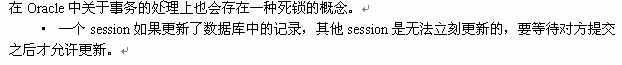 在 Oracle 中关于事务的处理上也会存在一种死锁的概念。
• 一个 session 如果更新了数据库中的记录，其他 session 是无法立刻更新的，要等待对方提交
之后才允许更新。